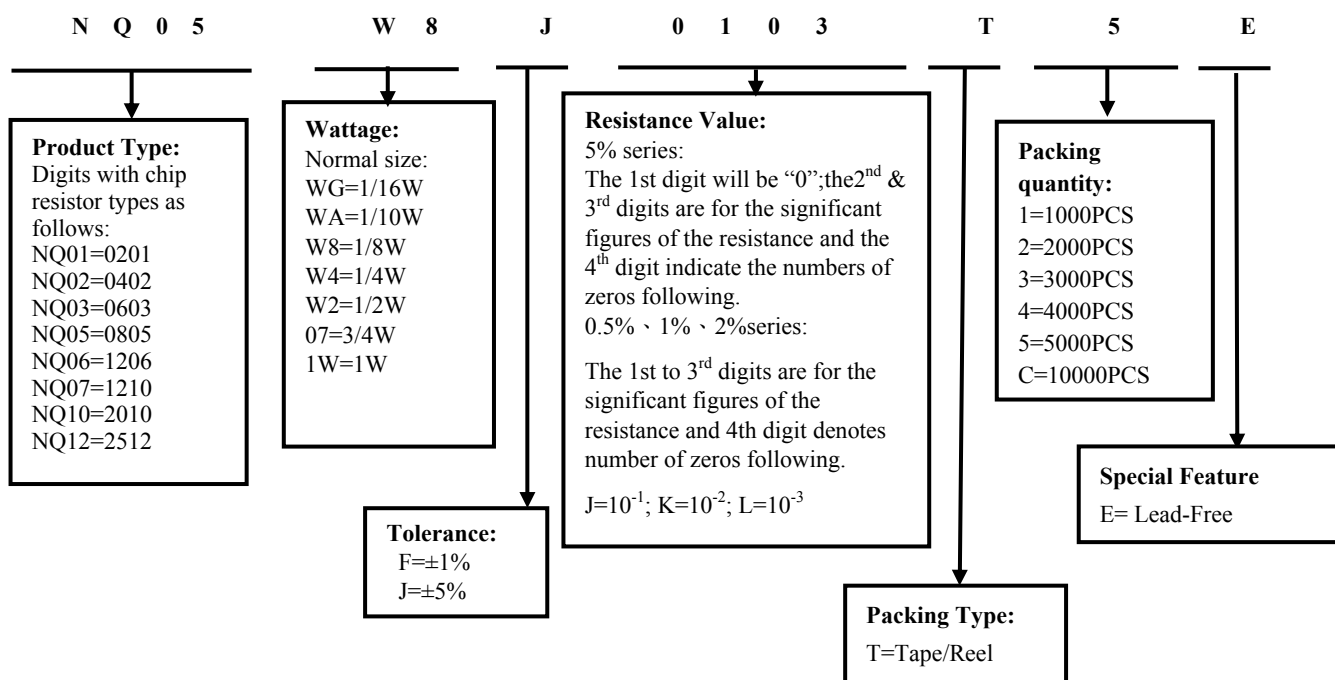 N Q 0 5 W 8 J 0 1 0 3 T 5 E
Product Type:
Digits with chip
resistor types as
follows:
NQ01=0201
NQ02=0402
NQ03=0603
NQ05=0805
NQ06=1206
NQ07=1210
NQ10=2010
NQ12=2512
Wattage:
Normal size:
WG=1/16W
WA=1/10W
W8=1/8W
W4=1/4W
W2=1/2W
07=3/4W
1W=1W
Tolerance:
F=±1%
J=±5%
Resistance Value:
5% series:
The 1st digit will be “0”;the2nd &
3rd digits are for the significant
figures of the resistance and the
4th digit indicate the numbers of
zeros following.
0.5%、1%、2%series:
The 1st to 3rd digits are for the
significant figures of the
resistance and 4th digit denotes
number of zeros following.
J=10-1; K=10-2; L=10-3
Packing Type:
T=Tape/Reel
Packing
quantity:
1=1000PCS
2=2000PCS
3=3000PCS
4=4000PCS
5=5000PCS
C=10000PCS
Special Feature
E= Lead-Free